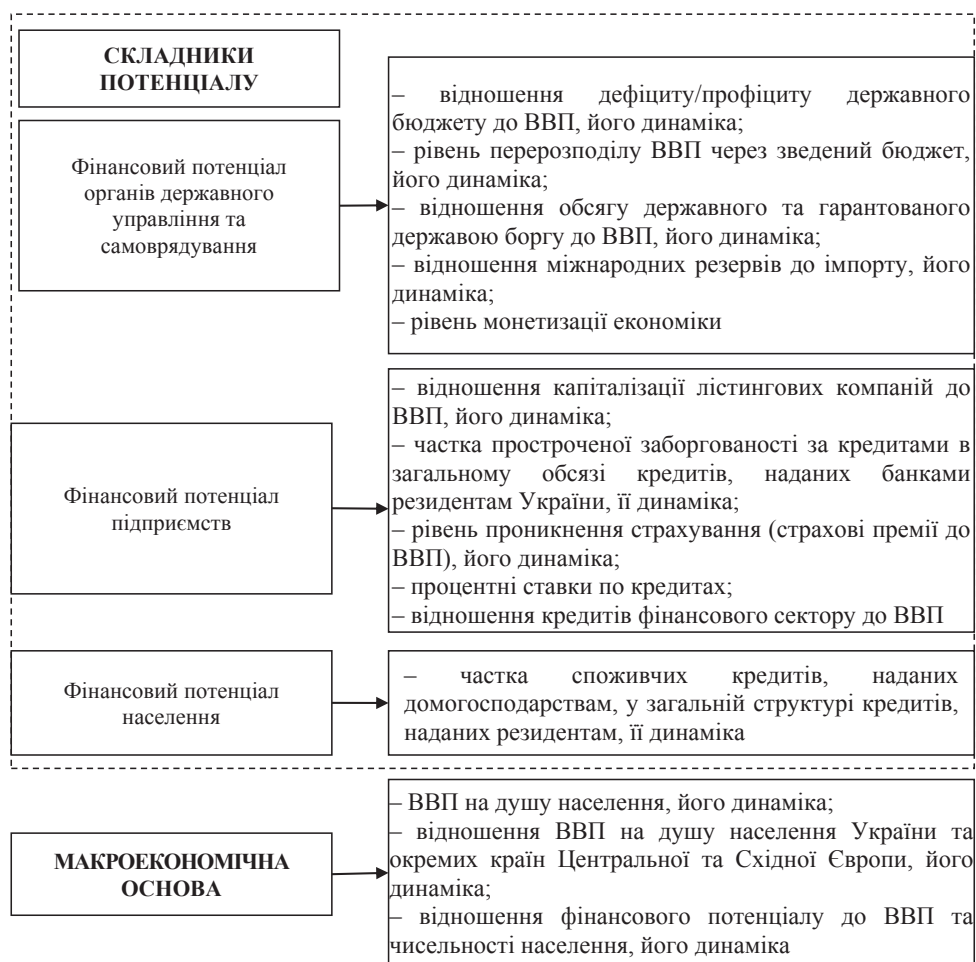 СКЛАДНИКИ
ПОТЕНЦІАЛУ
Фінансовий потенціал
органів державного
управління та
самоврядування
– відношення дефіциту/профіциту державного
бюджету до ВВП, його динаміка;
– рівень перерозподілу ВВП через зведений бюджет,
його динаміка;
– відношення обсягу державного та гарантованого
державою боргу до ВВП, його динаміка;
– відношення міжнародних резервів до імпорту, його
динаміка;
– рівень монетизації економіки
Фінансовий потенціал
підприємств
– відношення капіталізації лістингових компаній до
ВВП, його динаміка;
– частка простроченої заборгованості за кредитами в
загальному обсязі кредитів, наданих банками
резидентам України, її динаміка;
– рівень проникнення страхування (страхові премії до
ВВП), його динаміка;
– процентні ставки по кредитах;
– відношення кредитів фінансового сектору до ВВП
Фінансовий потенціал
населення
– частка споживчих кредитів, наданих
домогосподарствам, у загальній структурі кредитів,
наданих резидентам, її динаміка
МАКРОЕКОНОМІЧНА
ОСНОВА
– ВВП на душу населення, його динаміка;
– відношення ВВП на душу населення України та
окремих країн Центральної та Східної Європи, його
динаміка;
– відношення фінансового потенціалу до ВВП та
чисельності населення, його динаміка